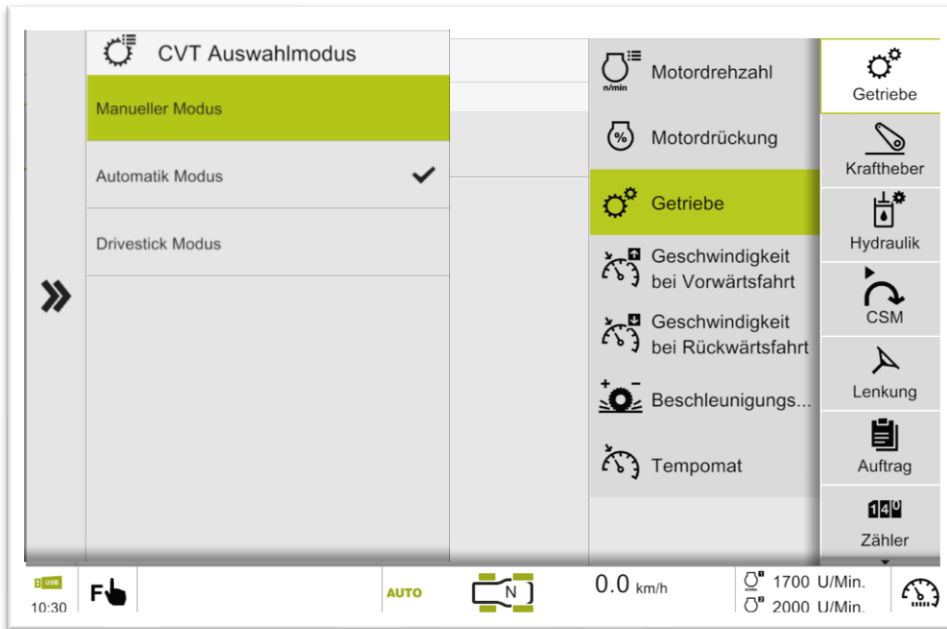 CVT Auswahlmodus
Manueller Modus
Automatik Modus
Drivestick Modus
n/min
Motordrehzahl
%
Motordrückung
Getriebe
Geschwindigkeit
bei Vorwärtsfahrt
Geschwindigkeit
bei Rückwärtsfahrt
Beschleunigungs...
Tempomat
Getriebe
Kraftheber
Hydraulik
CSM
Lenkung
Auftrag
140
Zähler
USB
10:30
F
AUTO
N
0.0 km/h
1700 U/Min.
2000 U/Min.